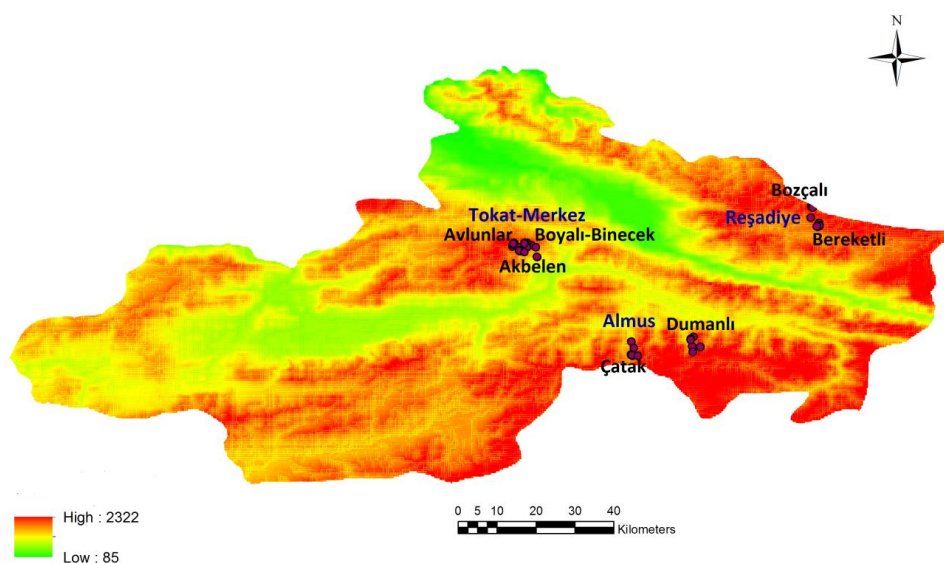 N
Bozçalı
Tokat-Merkez
Reşadiye
Avlunlar
Boyalı-Binecek
Bereketli
Akbelen
Almus
Dumanlı
Çatak
High : 2322
Low : 85
0 5 10 20 30 40
Kilometers